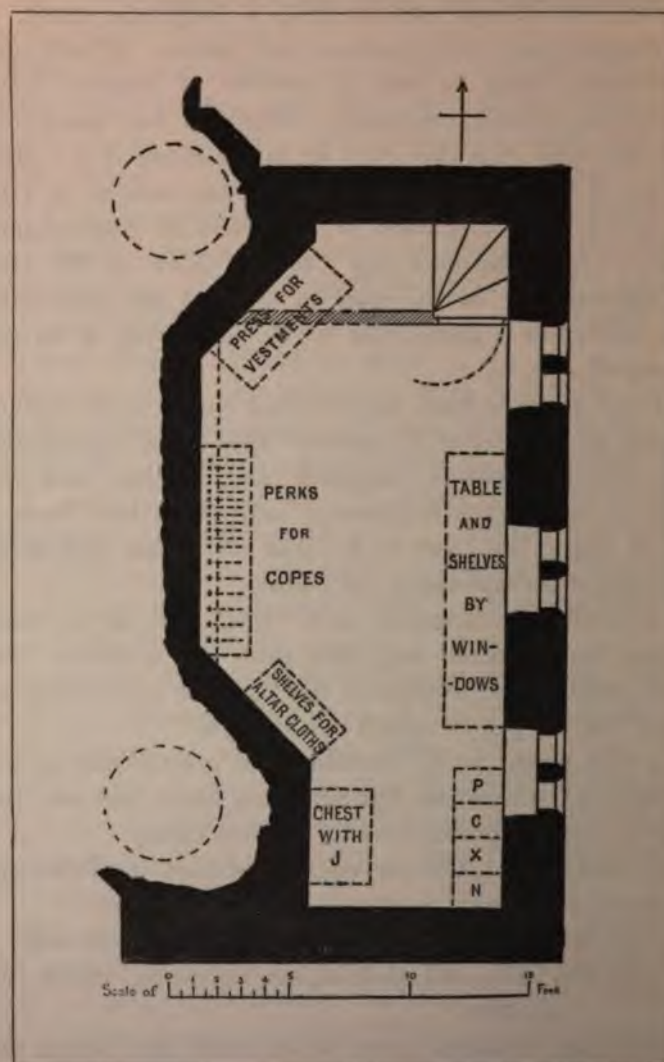 PRESS FOR
VESTMENTS
PERKS
FOR
COPES
TABLE
AND
SHELVES
BY
WIN-
-DOWS
SHELVES FOR
ALTAR CLOTHS
CHEST
WITH
J
P
C
X
N
Scale of 0 1 2 3 4 5 10 15 Feet